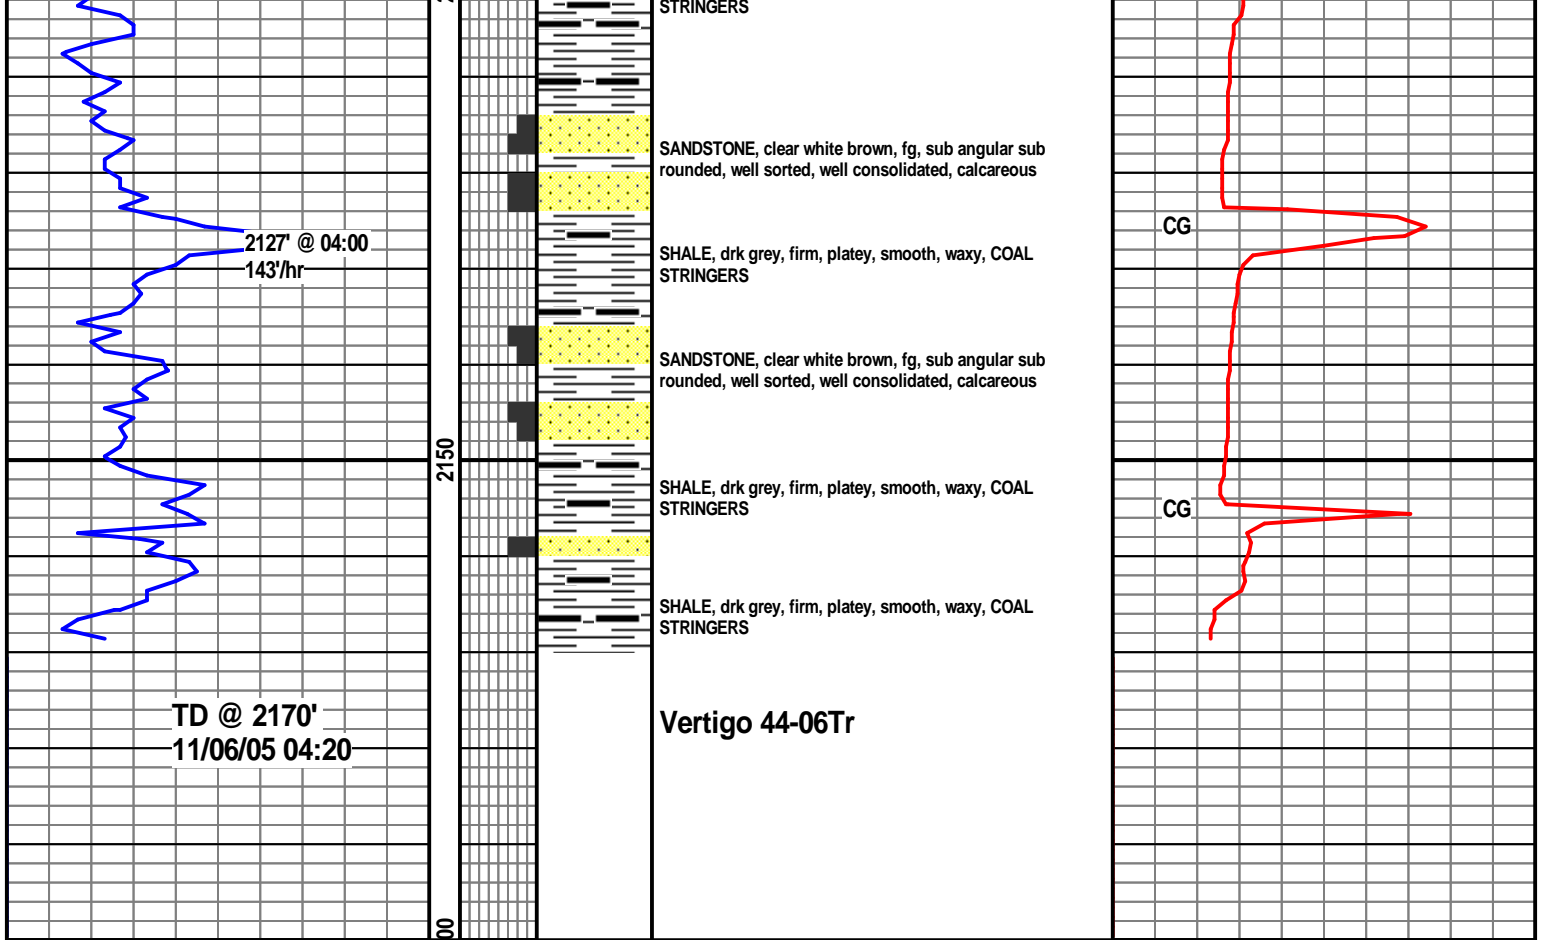 STRINGERS
SANDSTONE, clear white brown, fg, sub angular sub
rounded, well sorted, well consolidated, calcareous
CG
2127' @ 04:00
143'/hr
SHALE, drk grey, firm, platey, smooth, waxy, COAL
STRINGERS
SANDSTONE, clear white brown, fg, sub angular sub
rounded, well sorted, well consolidated, calcareous
2150
SHALE, drk grey, firm, platey, smooth, waxy, COAL
STRINGERS
CG
SHALE, drk grey, firm, platey, smooth, waxy, COAL
STRINGERS
TD @ 2170'
11/06/05 04:20
Vertigo 44-06Tr